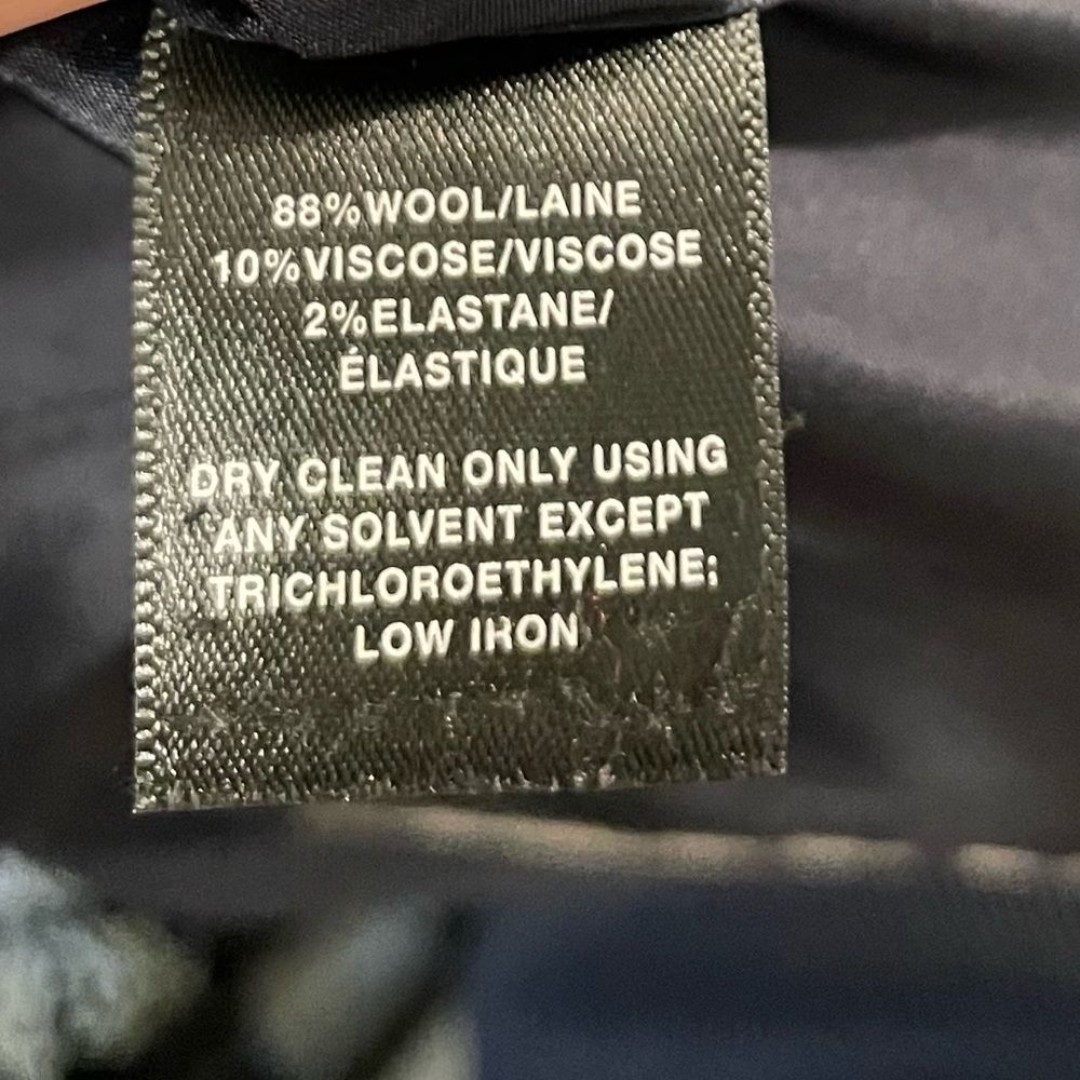 88%WOOL/LAINE
10%VISCOSE/VISCOSE
2%ELASTANE/
ÉLASTIQUE
DRY CLEAN ONLY USING
ANY SOLVENT EXCEPT
TRICHLOROETHYLENE;
LOW IRON